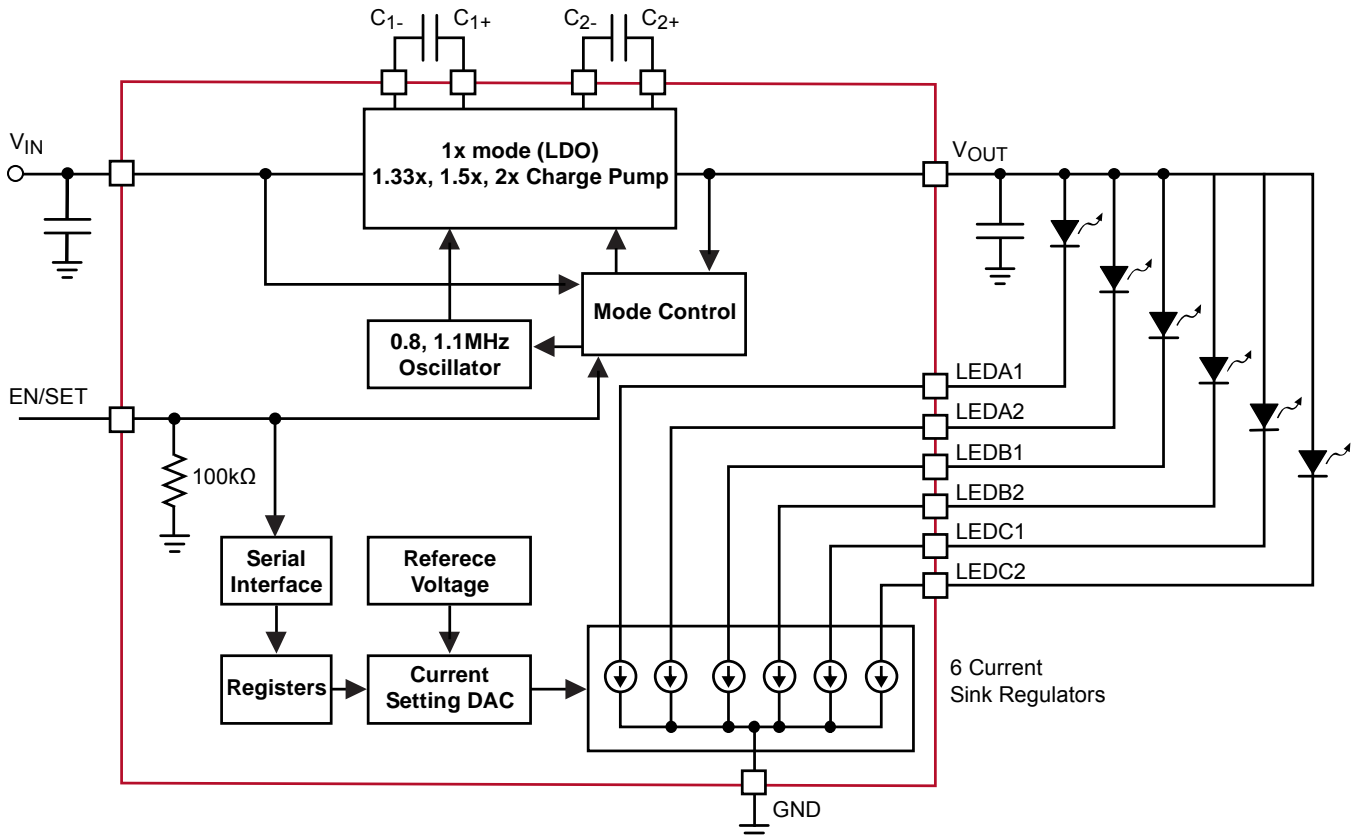 C1- C1+ C2- C2+
VIN
1x mode (LDO)
1.33x, 1.5x, 2x Charge Pump
VOUT
Mode Control
0.8, 1.1MHz
Oscillator
EN/SET
100kΩ
LEDA1
LEDA2
LEDB1
LEDB2
LEDC1
LEDC2
Serial
Interface
Referece
Voltage
Registers
Current
Setting DAC
6 Current
Sink Regulators
GND